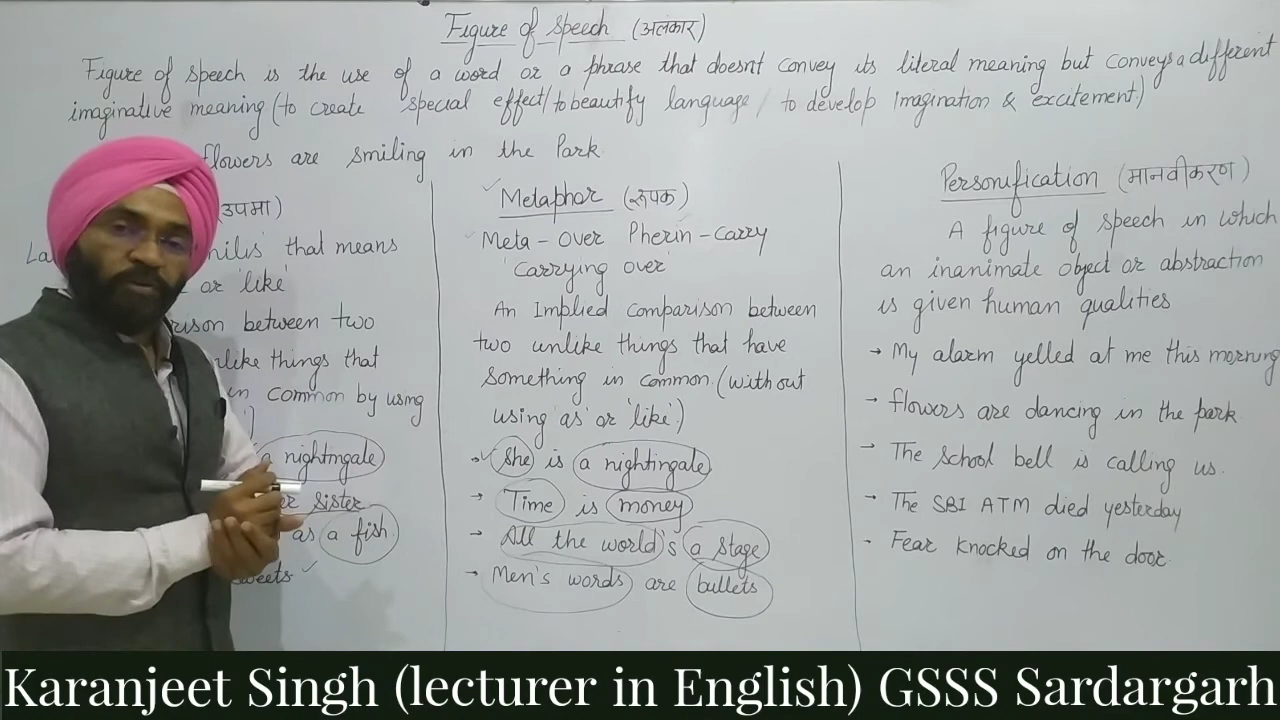 Figure of speech (अलंकार)
Figure of speech is the use of a word or a phrase that doesn't convey its literal meaning but conveys a different
imaginative meaning (to create special effect/to beautify language/ to develop imagination & excitement)
flowers are smiling in the Park.
(उपमा)
that means
or 'like'
between two
things that
in common by using
a nightingale
sister
as a fish.
Metaphor (रूपक)
Meta - Over Pherin - Carry
'Carrying over'
An Implied comparison between
two unlike things that have
something in common. (without
using 'as' or 'like'.)
She is a nightingale
→ Time is money
→ All the world's a stage
→ Men's words are bullets
Personification (मानवीकरण)
A figure of speech in which
an inanimate object or abstraction
is given human qualities
→ My alarm yelled at me this morning
→ flowers are dancing in the park.
→ The School bell is calling us.
→ The SBI ATM died yesterday
- Fear knocked on the door.
Karanjeet Singh (lecturer in English) GSSS Sardargarh